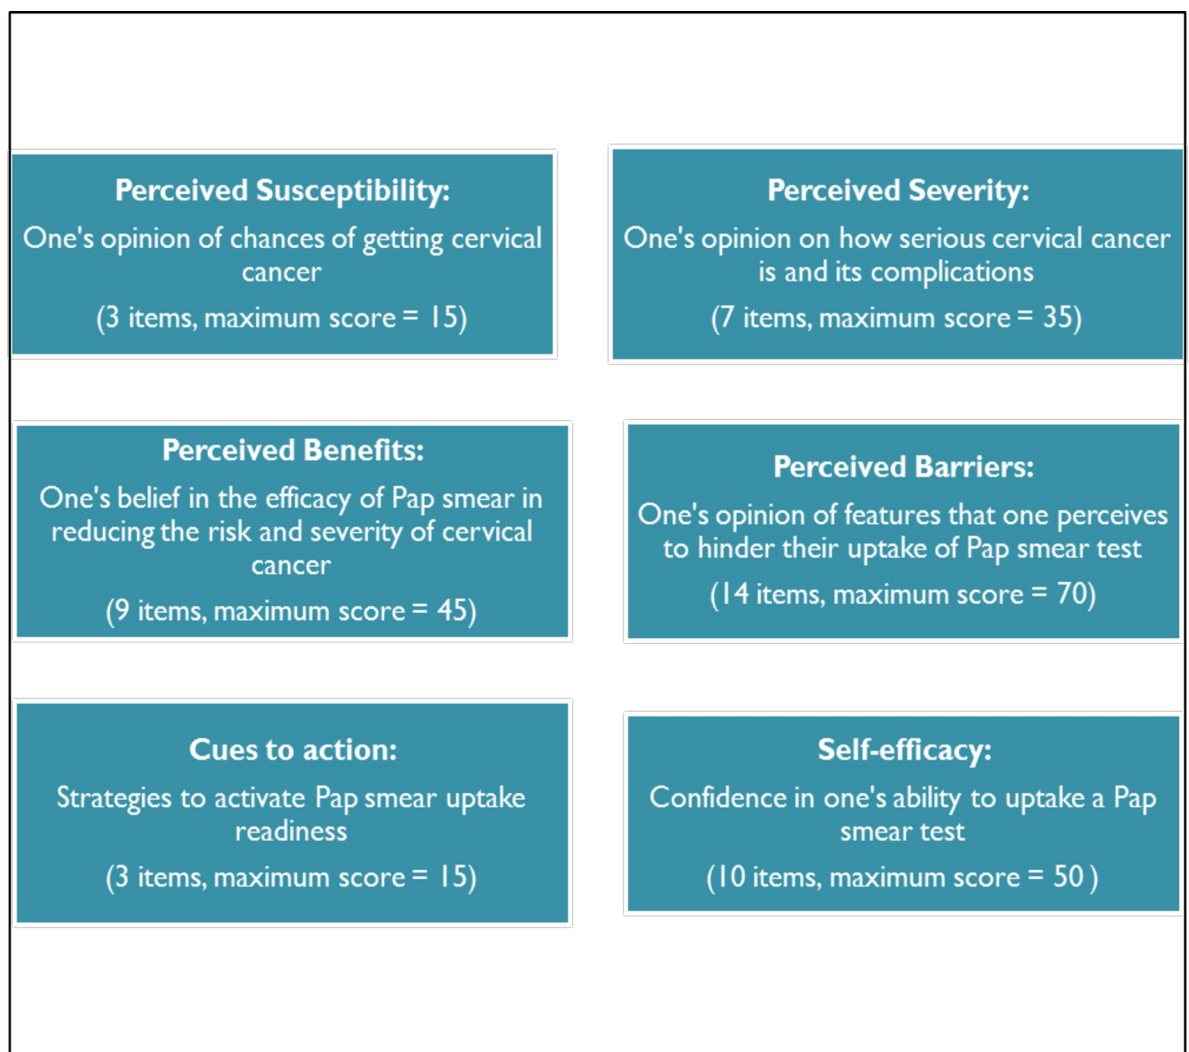 Perceived Susceptibility:
One's opinion of chances of getting cervical
cancer
(3 items, maximum score = 15)
Perceived Severity:
One's opinion on how serious cervical cancer
is and its complications
(7 items, maximum score = 35)
Perceived Benefits:
One's belief in the efficacy of Pap smear in
reducing the risk and severity of cervical
cancer
(9 items, maximum score = 45)
Perceived Barriers:
One's opinion of features that one perceives
to hinder their uptake of Pap smear test
(14 items, maximum score = 70)
Cues to action:
Strategies to activate Pap smear uptake
readiness
(3 items, maximum score = 15)
Self-efficacy:
Confidence in one's ability to uptake a Pap
smear test
(10 items, maximum score = 50 )